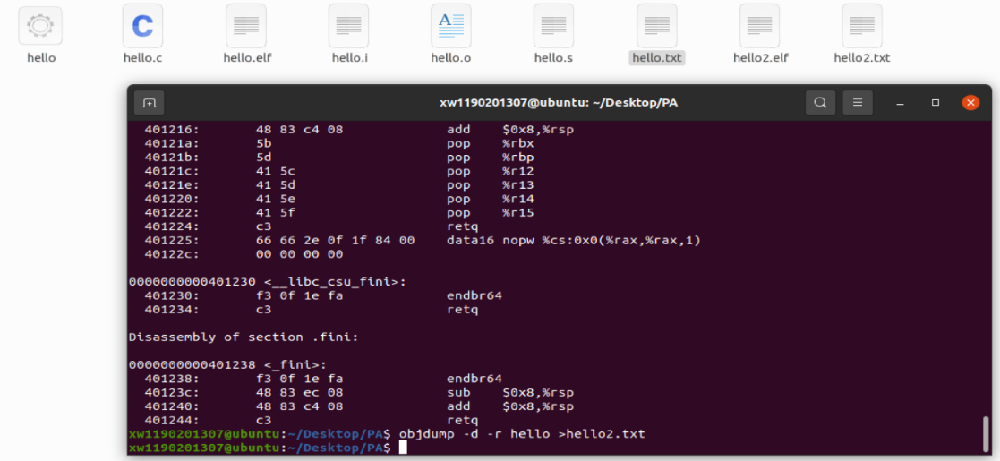 hello hello.c hello.elf hello.i hello.o hello.s hello.txt hello2.elf hello2.txt
xw1190201307@ubuntu: ~/Desktop/PA
401216: 48 83 c4 08 add $0x8,%rsp
40121a: 5b pop %rbx
40121b: 5d pop %rbp
40121c: 41 5c pop %r12
40121e: 41 5d pop %r13
401220: 41 5e pop %r14
401222: 41 5f pop %r15
401224: c3 retq
401225: 66 66 2e 0f 1f 84 00 data16 nopw %cs:0x0(%rax,%rax,1)
40122c: 00 00 00 00
0000000000401230 <__libc_csu_fini>:
401230: f3 0f 1e fa endbr64
401234: c3 retq
Disassembly of section .fini:
0000000000401238 <_fini>:
401238: f3 0f 1e fa endbr64
40123c: 48 83 ec 08 sub $0x8,%rsp
401240: 48 83 c4 08 add $0x8,%rsp
401244: c3 retq
xw1190201307@ubuntu:~/Desktop/PA$ objdump -d -r hello >hello2.txt
xw1190201307@ubuntu:~/Desktop/PA$